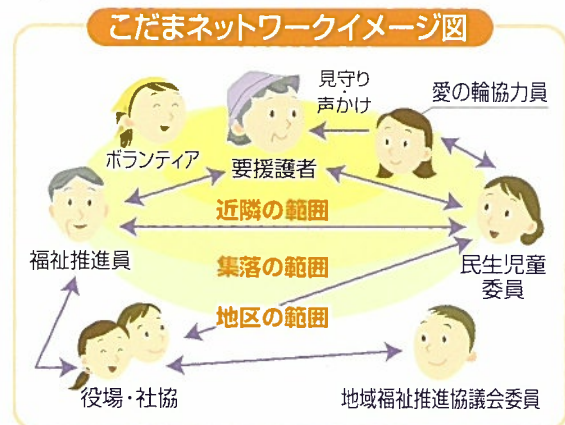 こだまネットワークイメージ図
見守り
・
声かけ
愛の輪協力員
ボランティア
要援護者
近隣の範囲
福祉推進員
集落の範囲
民生児童
委員
地区の範囲
役場・社協
地域福祉推進協議会委員